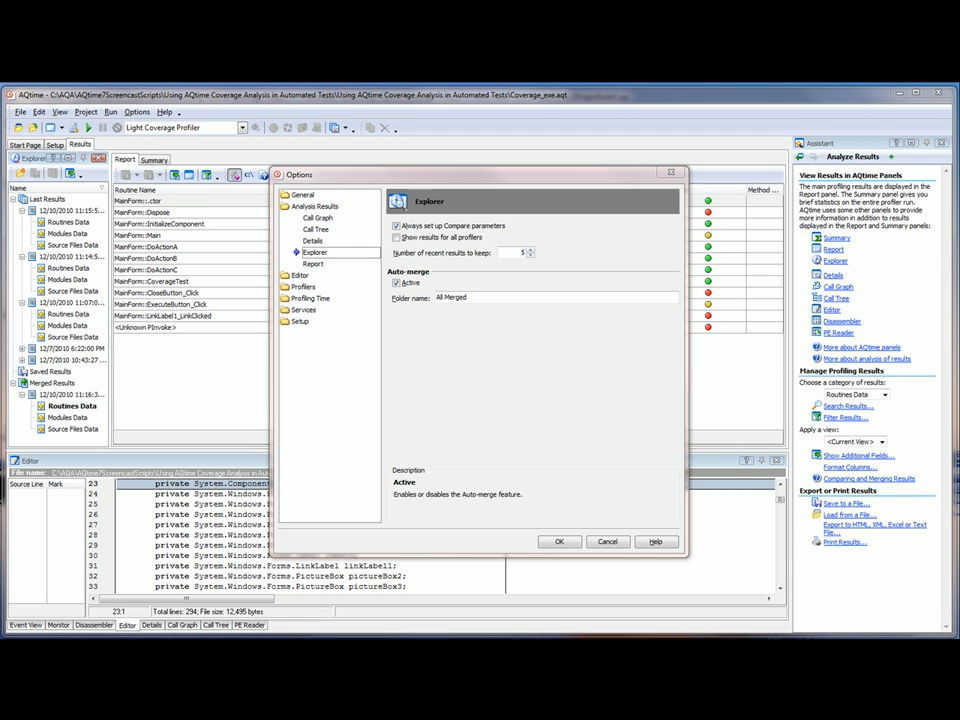 AQtime - C:\AQA\AQtime7ScreencastScripts\Using AQtime Coverage Analysis in Automated Tests\Using AQtime Coverage Analysis in Automated Tests\Coverage_exe.aqt
File Edit View Project Run Options Help
Light Coverage Profiler
Start Page Setup Results
Explorer
Name
Last Results
12/10/2010 11:15:5...
Routines Data
Modules Data
Source Files Data
12/10/2010 11:14:5...
Routines Data
Modules Data
Source Files Data
12/10/2010 11:07:0...
Routines Data
Modules Data
Source Files Data
12/7/2010 6:22:00 PM
12/7/2010 10:43:27 ...
Saved Results
Merged Results
12/10/2010 11:16:3...
Routines Data
Modules Data
Source Files Data
Report Summary
Routine Name
Method ...
MainForm::.ctor
MainForm::Dispose
MainForm::InitializeComponent
MainForm::Main
MainForm::DoActionA
MainForm::DoActionB
MainForm::DoActionC
MainForm::CoverageTest
MainForm::CloseButton_Click
MainForm::ExecuteButton_Click
MainForm::LinkLabel1_LinkClicked
<Unknown PInvoke>
Options
General
Analysis Results
Call Graph
Call Tree
Details
Explorer
Report
Editor
Profilers
Profiling Time
Services
Setup
Explorer
Always set up Compare parameters
Show results for all profilers
Number of recent results to keep: 5
Auto-merge
Active
Folder name: All Merged
Description
Active
Enables or disables the Auto-merge feature.
OK Cancel Help
Assistant
Analyze Results
View Results in AQtime Panels
The main profiling results are displayed in the Report panel. The Summary panel gives you brief statistics on the entire profiler run. AQtime uses some other panels to provide more information in addition to results displayed in the Report and Summary panels:
Summary
Report
Explorer
Details
Call Graph
Call Tree
Editor
Disassembler
PE Reader
More about AQtime panels
More about analysis of results
Manage Profiling Results
Choose a category of results:
Routines Data
Search Results...
Filter Results...
Apply a view:
<Current View>
Show Additional Fields...
Format Columns...
Comparing and Merging Results
Export or Print Results
Save to a File...
Load from a File...
Export to HTML, XML, Excel or Text File...
Print Results...
Editor
File name: C:\AQA\AQtime7ScreencastScripts\Using AQtime Coverage Analysis in Au
Source Line Mark
23 private System.Component
24 private System.Windows.F
25 private System.Windows.
26 private System.Windows.
27 private System.Windows.
28 private System.Windows.
29 private System.Windows.
30 private System.Windows.
31 private System.Windows.Forms.LinkLabel linkLabel1;
32 private System.Windows.Forms.PictureBox pictureBox2;
33 private System.Windows.Forms.PictureBox pictureBox3;
23:1 Total lines: 294; File size: 12,495 bytes
Event View Monitor Disassembler Editor Details Call Graph Call Tree PE Reader